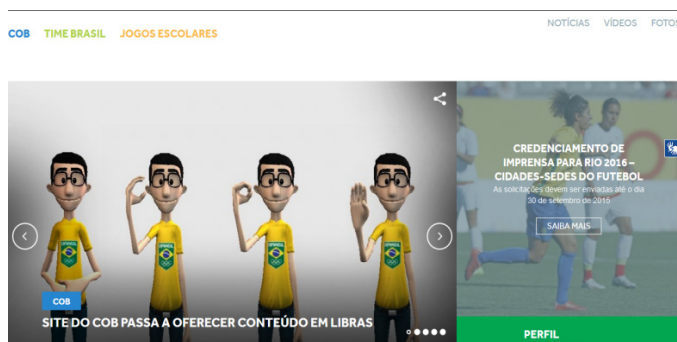 NOTÍCIAS VÍDEOS FOTOS
COB TIME BRASIL JOGOS ESCOLARES
CREDENCIAMENTO DE
IMPRENSA PARA RIO 2016 –
CIDADES-SEDES DO FUTEBOL
As solicitações devem ser enviadas até o dia
30 de setembro de 2015
SAIBA MAIS
COB
SITE DO COB PASSA A OFERECER CONTEÚDO EM LIBRAS
PERFIL